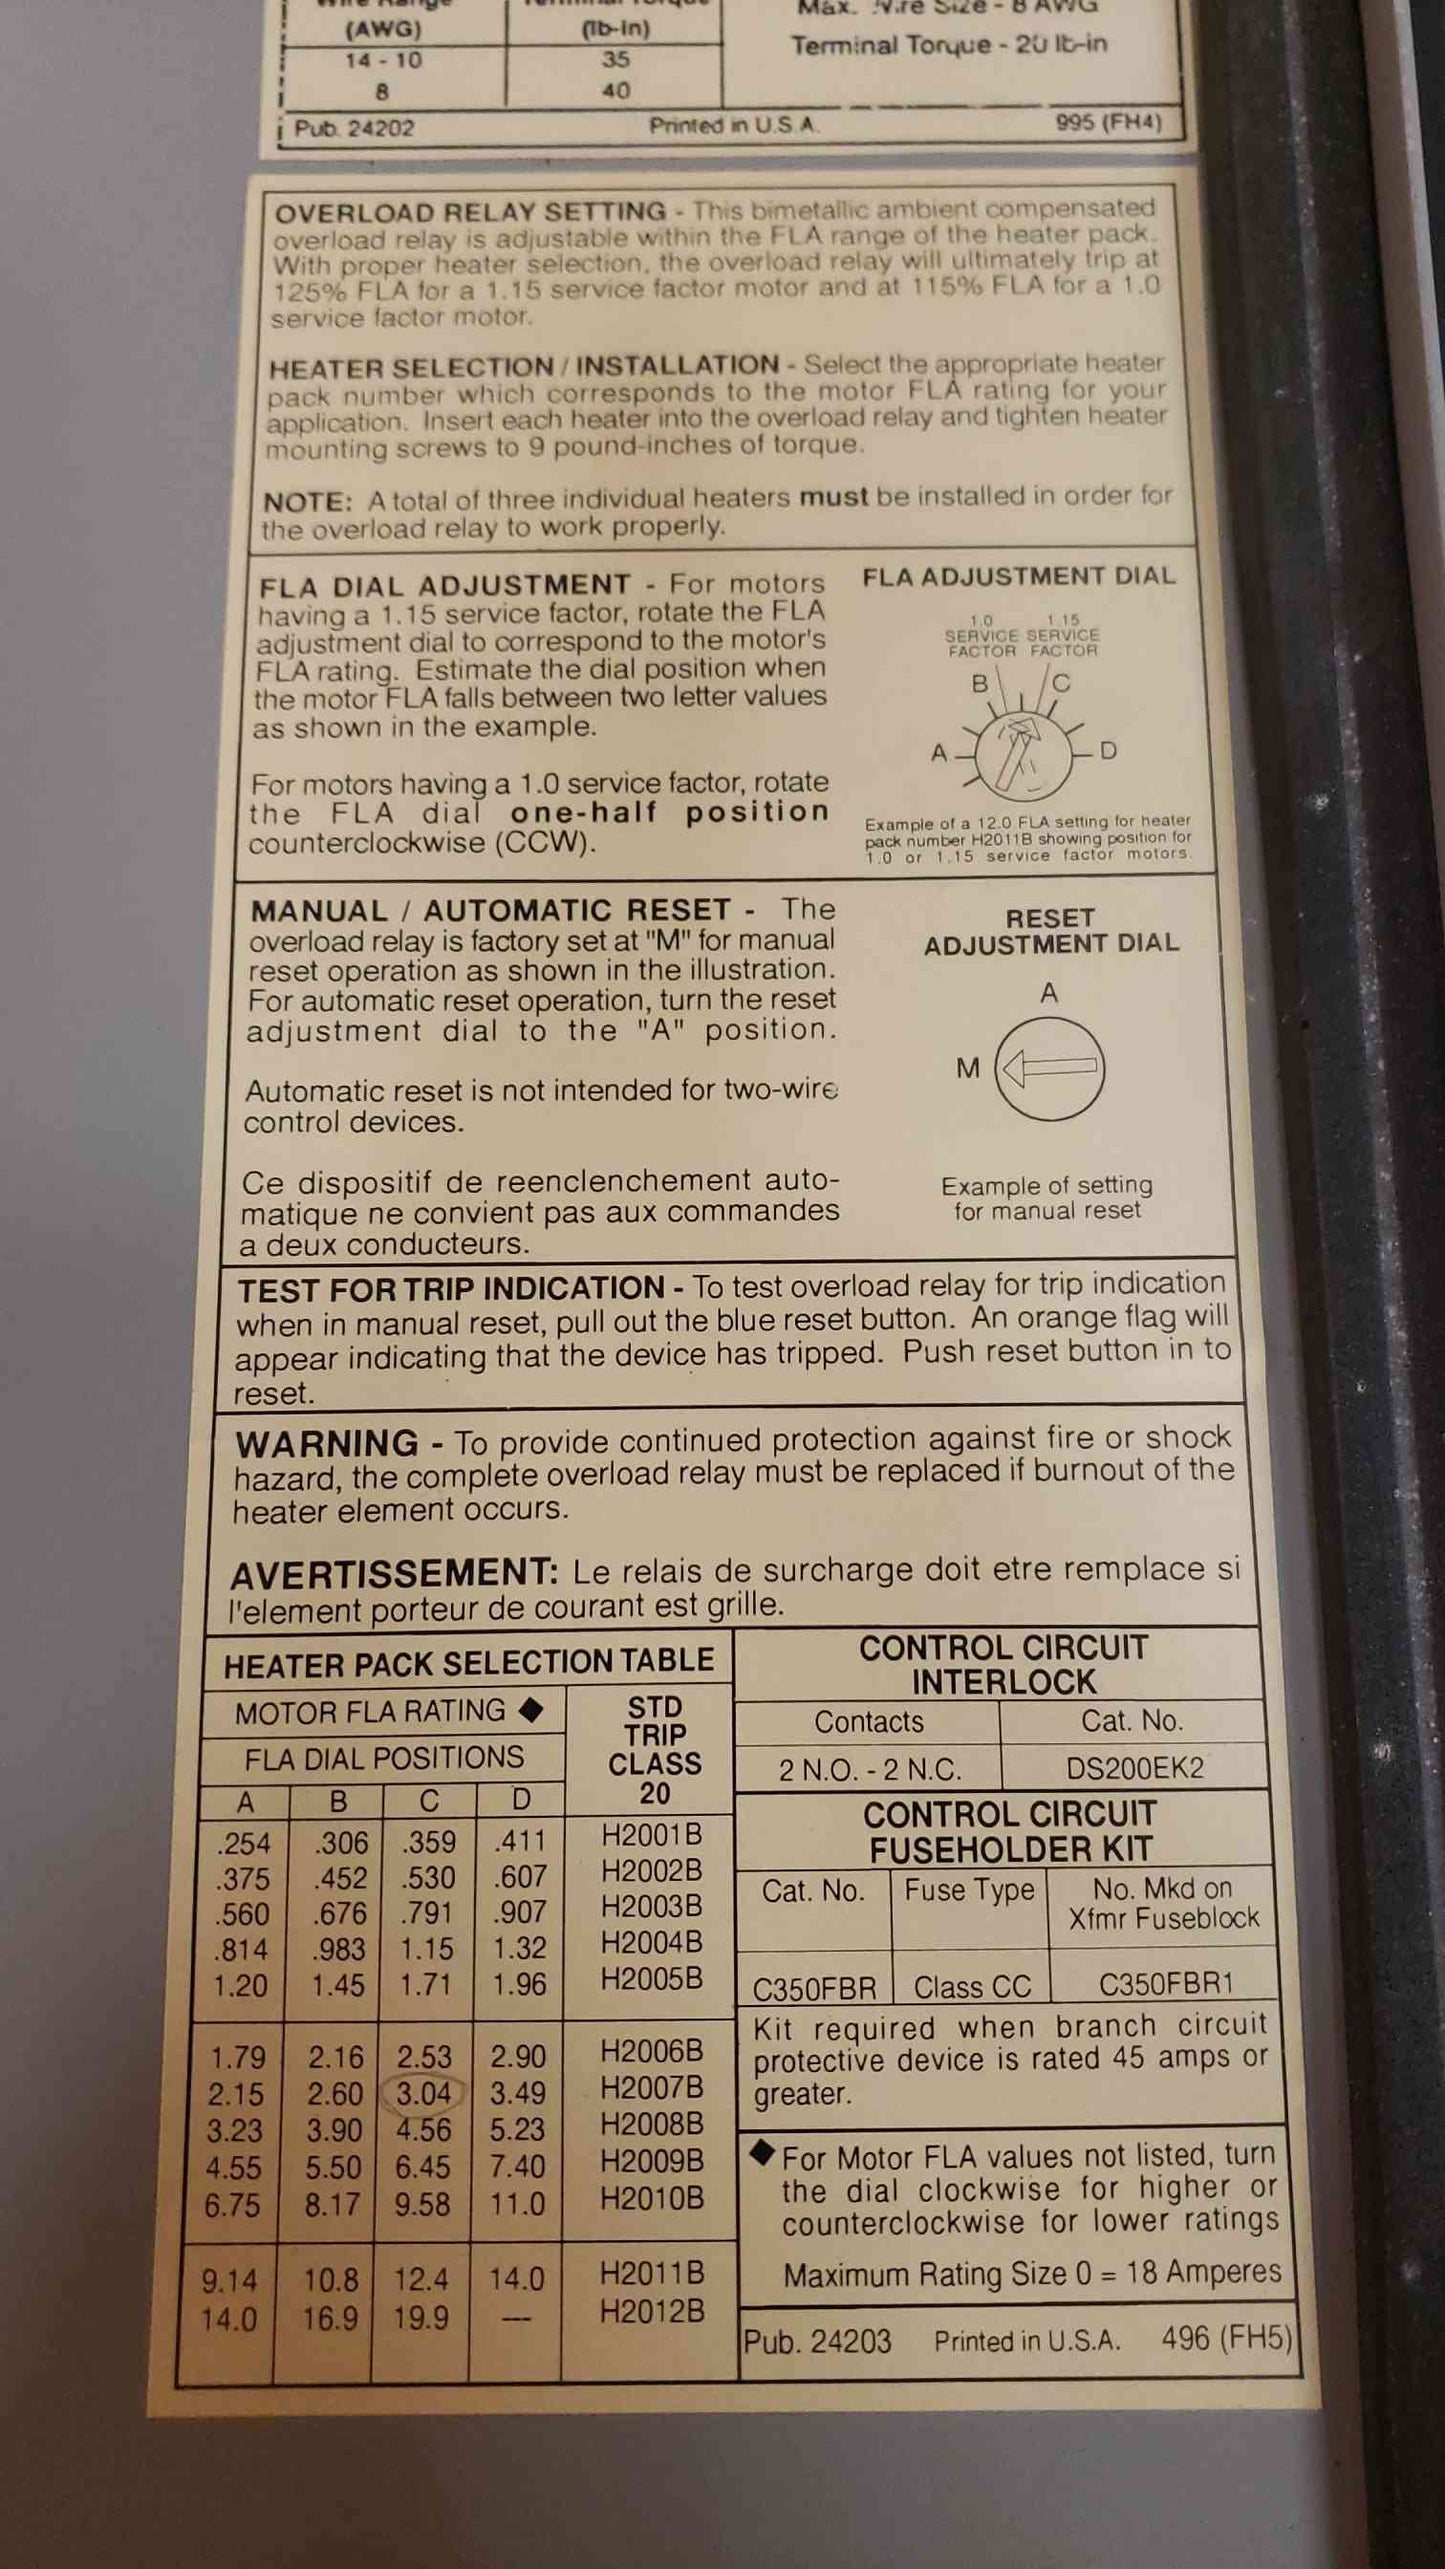 (AWG) (lb-in) Max. Wire Size - 8 AWG
14 - 10 35 Terminal Torque - 20 lb-in
8 40
Pub. 24202 Printed in U.S.A. 995 (FH4)
OVERLOAD RELAY SETTING - This bimetallic ambient compensated
overload relay is adjustable within the FLA range of the heater pack.
With proper heater selection, the overload relay will ultimately trip at
125% FLA for a 1.15 service factor motor and at 115% FLA for a 1.0
service factor motor.
HEATER SELECTION / INSTALLATION - Select the appropriate heater
pack number which corresponds to the motor FLA rating for your
application. Insert each heater into the overload relay and tighten heater
mounting screws to 9 pound-inches of torque.
NOTE: A total of three individual heaters must be installed in order for
the overload relay to work properly.
FLA DIAL ADJUSTMENT - For motors
having a 1.15 service factor, rotate the FLA
adjustment dial to correspond to the motor's
FLA rating. Estimate the dial position when
the motor FLA falls between two letter values
as shown in the example.
For motors having a 1.0 service factor, rotate
the FLA dial one-half position
counterclockwise (CCW).
FLA ADJUSTMENT DIAL
1.0 1.15
SERVICE SERVICE
FACTOR FACTOR
B C
A D
Example of a 12.0 FLA setting for heater
pack number H2011B showing position for
1.0 or 1.15 service factor motors.
MANUAL / AUTOMATIC RESET - The
overload relay is factory set at "M" for manual
reset operation as shown in the illustration.
For automatic reset operation, turn the reset
adjustment dial to the "A" position.
Automatic reset is not intended for two-wire
control devices.
Ce dispositif de reenclenchement auto-
matique ne convient pas aux commandes
a deux conducteurs.
RESET
ADJUSTMENT DIAL
A
M
Example of setting
for manual reset
TEST FOR TRIP INDICATION - To test overload relay for trip indication
when in manual reset, pull out the blue reset button. An orange flag will
appear indicating that the device has tripped. Push reset button in to
reset.
WARNING - To provide continued protection against fire or shock
hazard, the complete overload relay must be replaced if burnout of the
heater element occurs.
AVERTISSEMENT: Le relais de surcharge doit etre remplace si
l'element porteur de courant est grille.
HEATER PACK SELECTION TABLE
MOTOR FLA RATING ◆
FLA DIAL POSITIONS
STD
TRIP
CLASS
20
A B C D
.254 .306 .359 .411 H2001B
.375 .452 .530 .607 H2002B
.560 .676 .791 .907 H2003B
.814 .983 1.15 1.32 H2004B
1.20 1.45 1.71 1.96 H2005B
1.79 2.16 2.53 2.90 H2006B
2.15 2.60 3.04 3.49 H2007B
3.23 3.90 4.56 5.23 H2008B
4.55 5.50 6.45 7.40 H2009B
6.75 8.17 9.58 11.0 H2010B
9.14 10.8 12.4 14.0 H2011B
14.0 16.9 19.9 --- H2012B
CONTROL CIRCUIT
INTERLOCK
Contacts Cat. No.
2 N.O. - 2 N.C. DS200EK2
CONTROL CIRCUIT
FUSEHOLDER KIT
Cat. No. Fuse Type No. Mkd on
Xfmr Fuseblock
C350FBR Class CC C350FBR1
Kit required when branch circuit
protective device is rated 45 amps or
greater.
◆ For Motor FLA values not listed, turn
the dial clockwise for higher or
counterclockwise for lower ratings
Maximum Rating Size 0 = 18 Amperes
Pub. 24203 Printed in U.S.A. 496 (FH5)